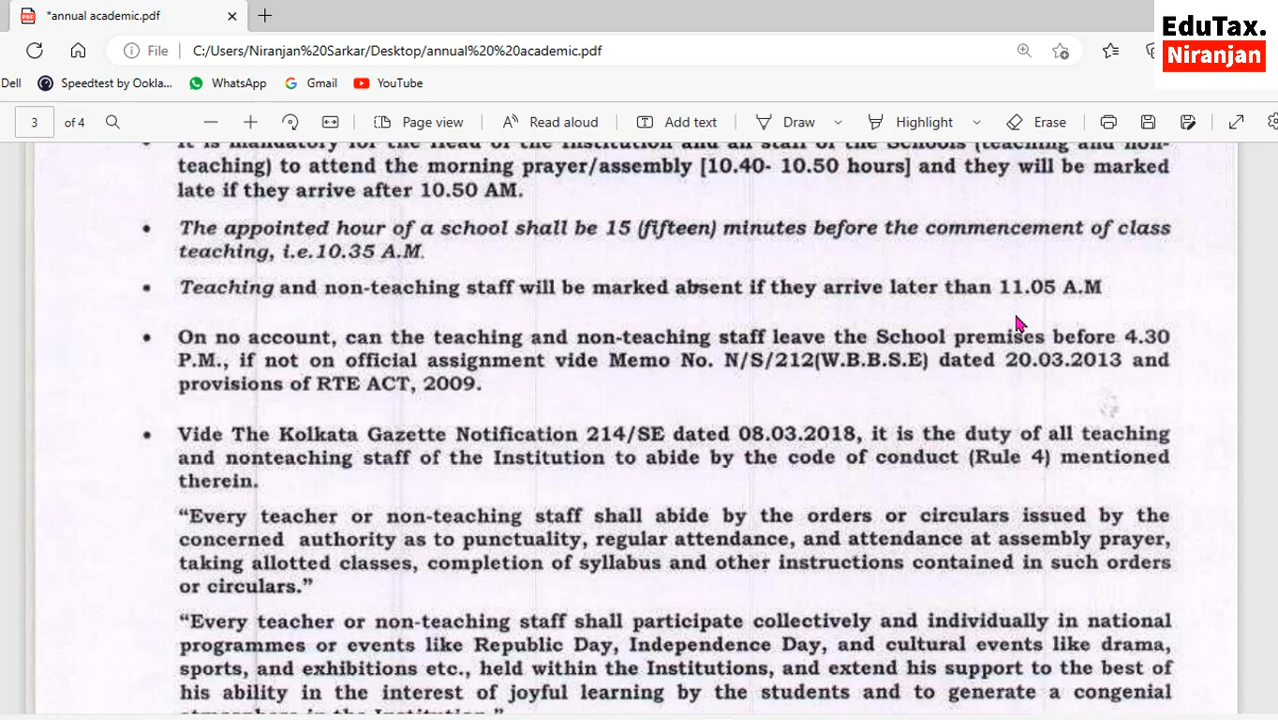 *annual academic.pdf
EduTax.
Niranjan
File C:/Users/Niranjan%20Sarkar/Desktop/annual%20%20academic.pdf
Dell Speedtest by Ookla... WhatsApp Gmail YouTube
3 of 4 Page view Read aloud Add text Draw Highlight Erase
It is mandatory for the Head of the Institution and all staff of the Schools (teaching and non-
teaching) to attend the morning prayer/assembly [10.40- 10.50 hours] and they will be marked
late if they arrive after 10.50 AM.
• The appointed hour of a school shall be 15 (fifteen) minutes before the commencement of class
teaching, i.e.10.35 A.M.
• Teaching and non-teaching staff will be marked absent if they arrive later than 11.05 A.M
• On no account, can the teaching and non-teaching staff leave the School premises before 4.30
P.M., if not on official assignment vide Memo No. N/S/212(W.B.B.S.E) dated 20.03.2013 and
provisions of RTE ACT, 2009.
• Vide The Kolkata Gazette Notification 214/SE dated 08.03.2018, it is the duty of all teaching
and nonteaching staff of the Institution to abide by the code of conduct (Rule 4) mentioned
therein.
“Every teacher or non-teaching staff shall abide by the orders or circulars issued by the
concerned authority as to punctuality, regular attendance, and attendance at assembly prayer,
taking allotted classes, completion of syllabus and other instructions contained in such orders
or circulars.”
“Every teacher or non-teaching staff shall participate collectively and individually in national
programmes or events like Republic Day, Independence Day, and cultural events like drama,
sports, and exhibitions etc., held within the Institutions, and extend his support to the best of
his ability in the interest of joyful learning by the students and to generate a congenial
atmosphere in the Institution.”